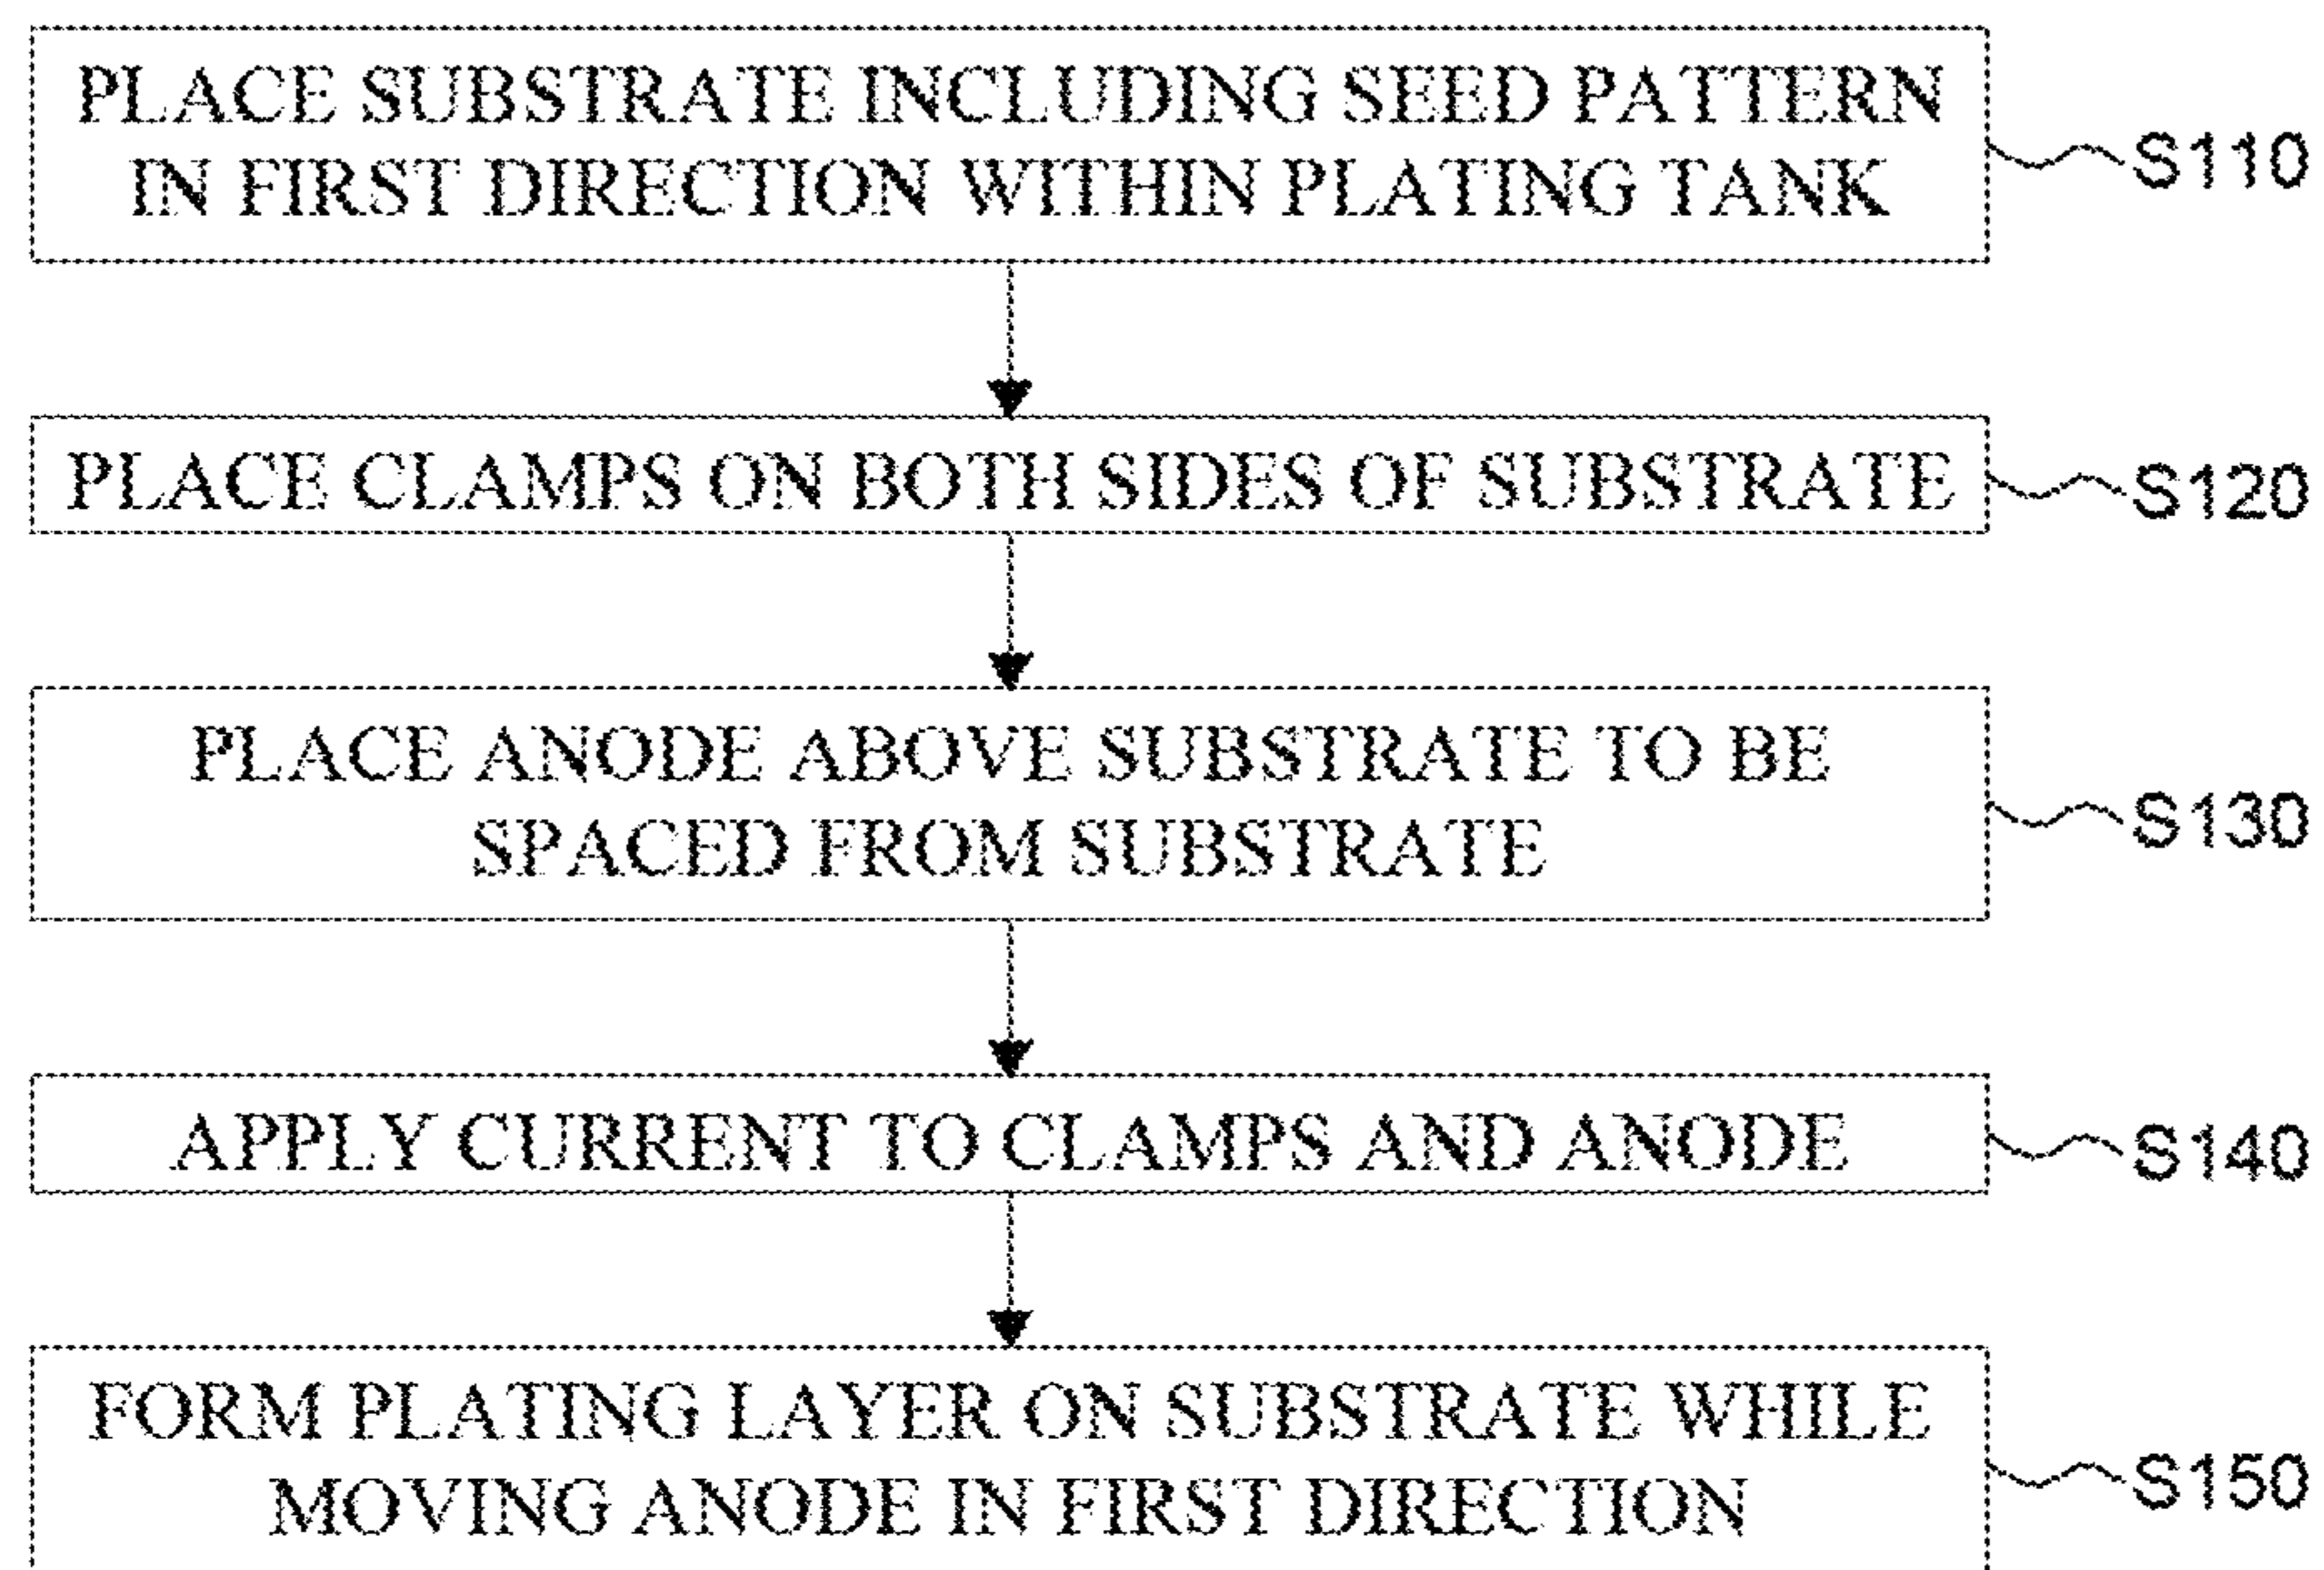 PLACE SUBSTRATE INCLUDING SEED PATTERN
IN FIRST DIRECTION WITHIN PLATING TANK
S110
PLACE CLAMPS ON BOTH SIDES OF SUBSTRATE
S120
PLACE ANODE ABOVE SUBSTRATE TO BE
SPACED FROM SUBSTRATE
S130
APPLY CURRENT TO CLAMPS AND ANODE
S140
FORM PLATING LAYER ON SUBSTRATE WHILE
MOVING ANODE IN FIRST DIRECTION
S150